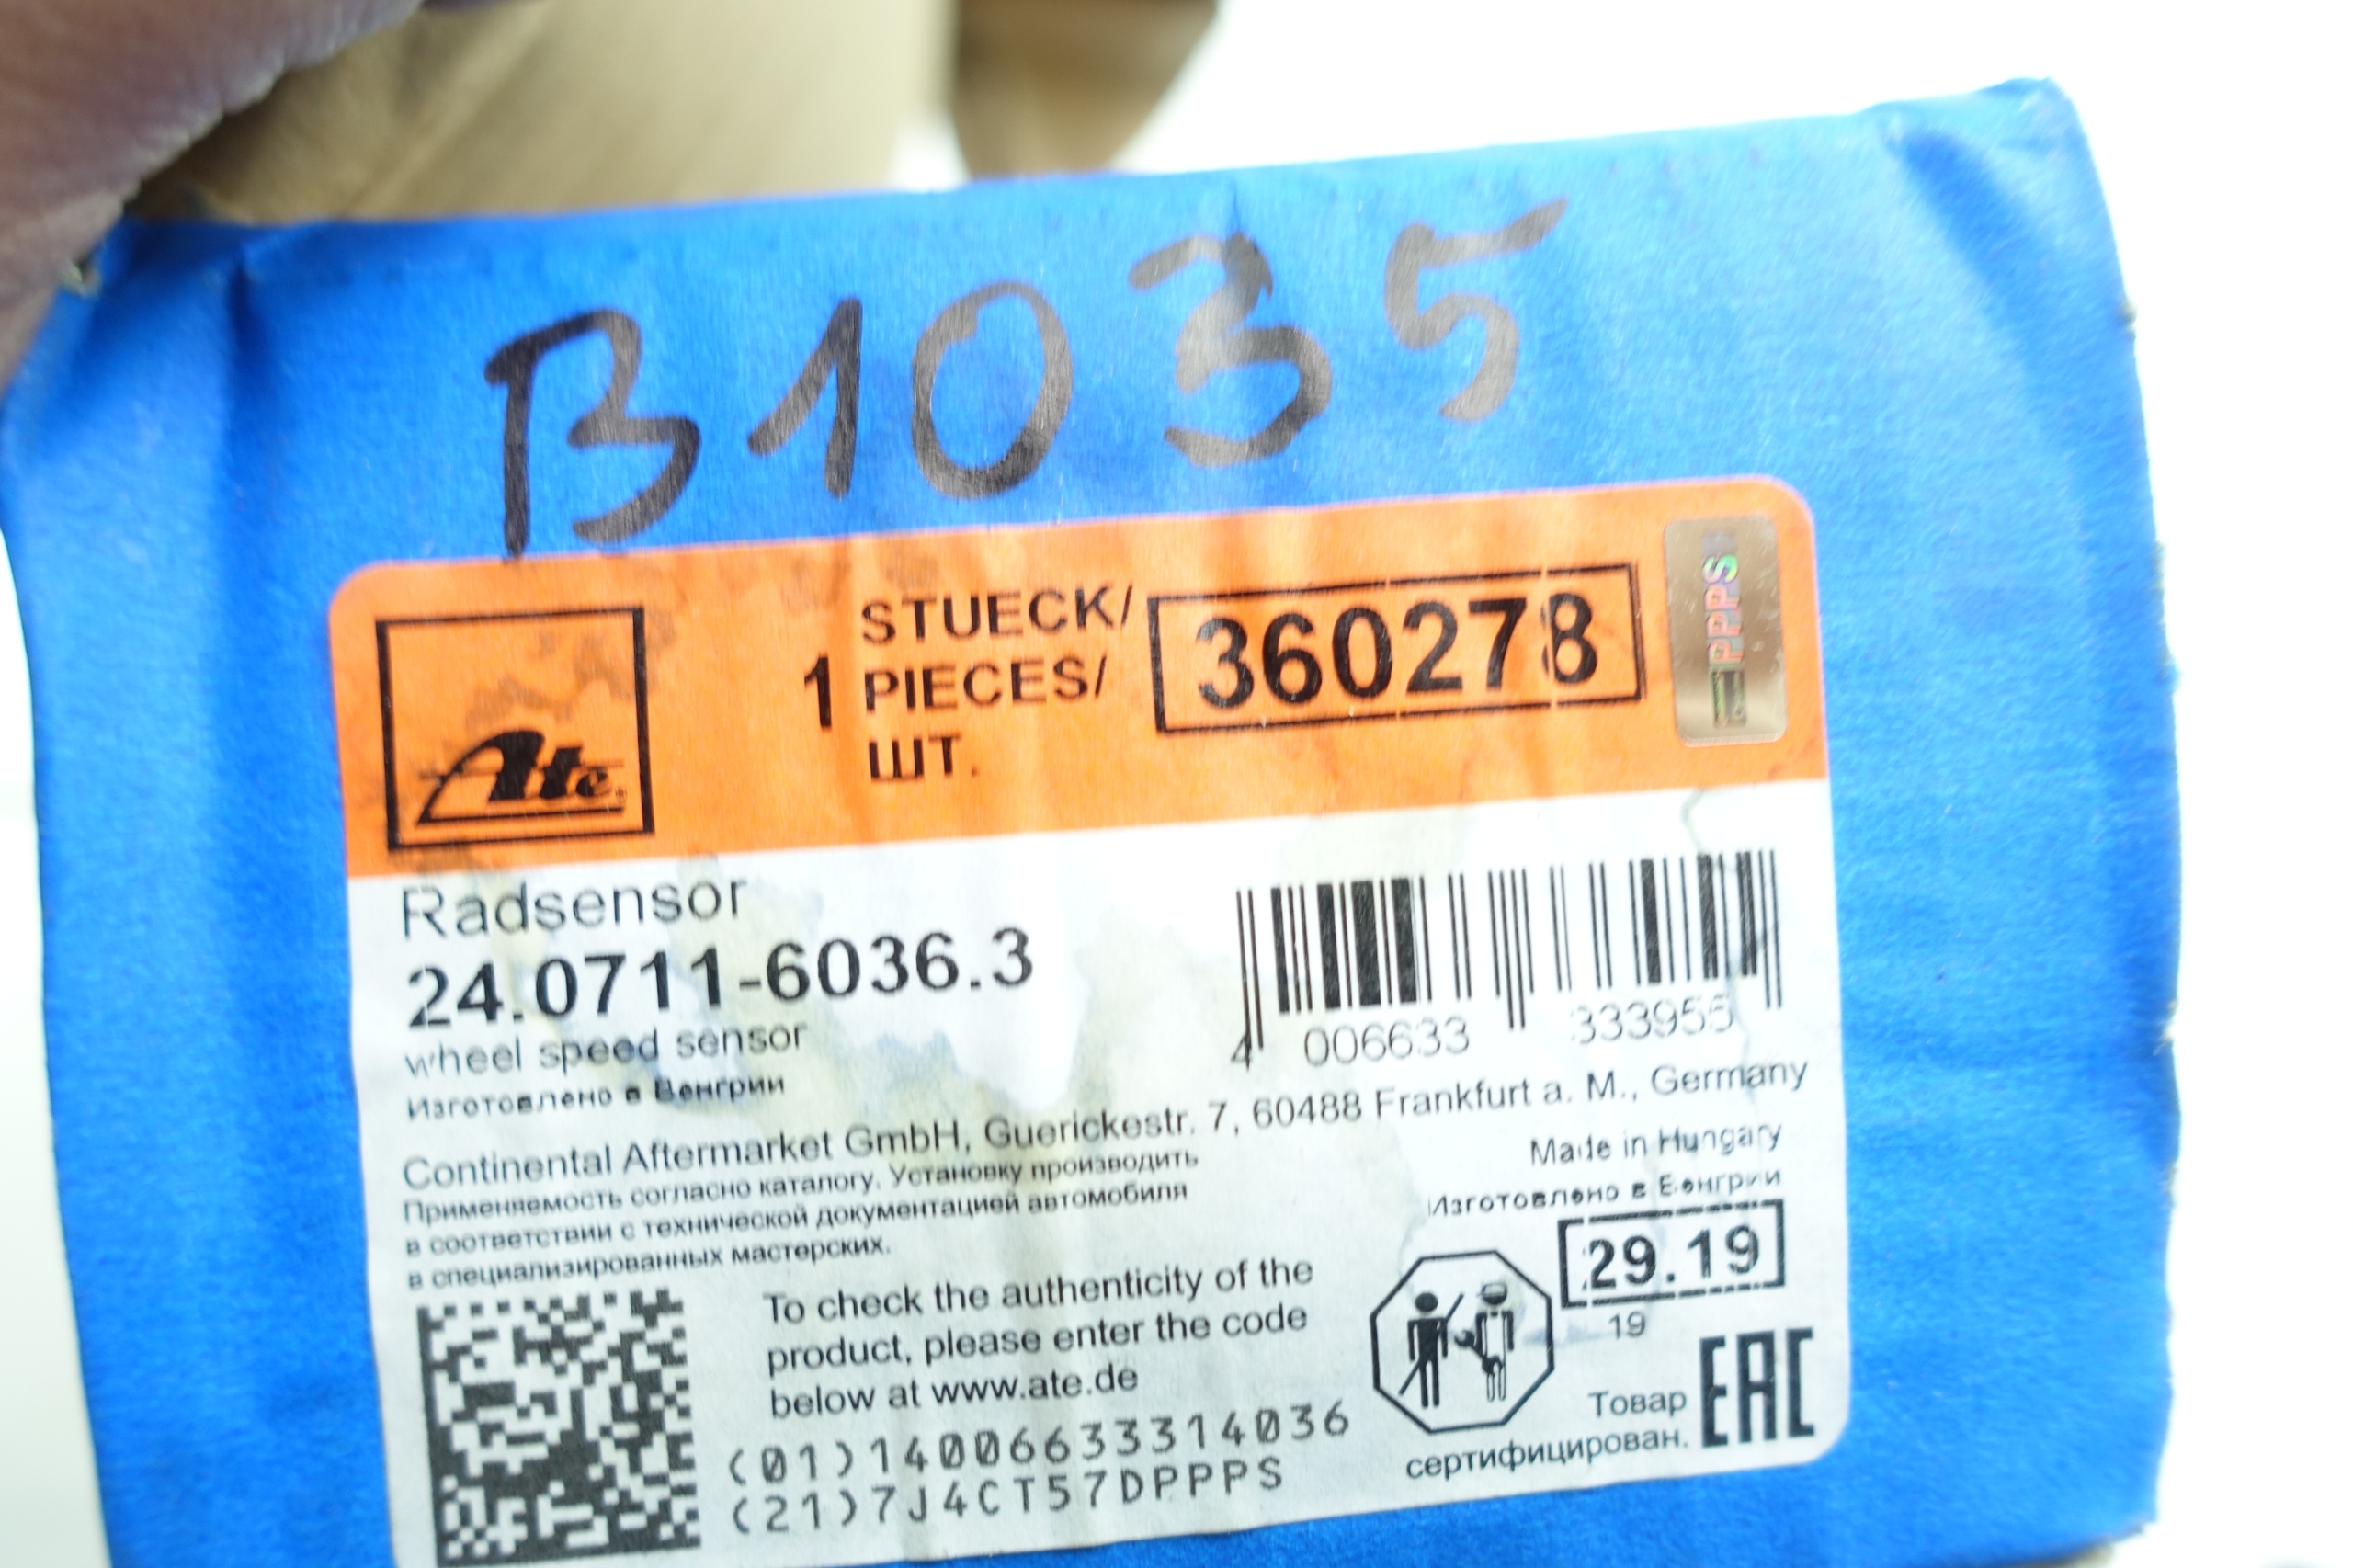 B1035
Ate
1 STUECK/
PIECES/
ШТ.
360278
PPPS
Radsensor
24.0711-6036.3
wheel speed sensor
Изготовлено в Венгрии
4 006633 333955
Continental Aftermarket GmbH, Guerickestr. 7, 60488 Frankfurt a. M., Germany
Применяемость согласно каталогу. Установку производить
в соответствии с технической документацией автомобиля
в специализированных мастерских.
Made in Hungary
Изготовлено в Венгрии
29.19
19
To check the authenticity of the
product, please enter the code
below at www.ate.de
(01)14006633314036
(21)7J4CT57DPPPS
Товар
сертифицирован.
EAC